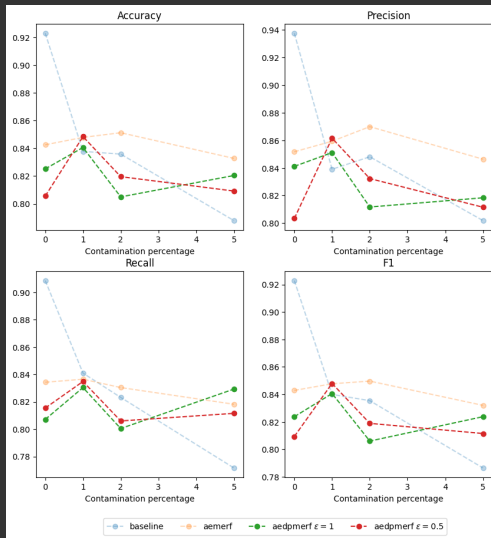 Accuracy
0.92
0.90
0.88
0.86
0.84
0.82
0.80
0 1 2 3 4 5
Contamination percentage
Precision
0.94
0.92
0.90
0.88
0.86
0.84
0.82
0.80
0 1 2 3 4 5
Contamination percentage
Recall
0.90
0.88
0.86
0.84
0.82
0.80
0.78
0 1 2 3 4 5
Contamination percentage
F1
0.92
0.90
0.88
0.86
0.84
0.82
0.80
0.78
0 1 2 3 4 5
Contamination percentage
baseline aemerf aedpmerf ε = 1 aedpmerf ε = 0.5